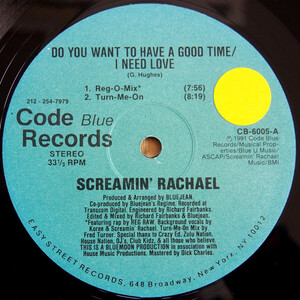 DO YOU WANT TO HAVE A GOOD TIME/
I NEED LOVE
(G. Hughes)
1. Reg-O-Mix* (7:56)
2. Turn-Me-On (8:19)
212 - 254-7979
Code Blue
Records
STEREO
33⅓ RPM
CB-6005-A
℗1991 Code Blue
Records/Musical Prop-
erties/Blue U Music/
ASCAP/Screamin' Rachael
Music/BMI
SCREAMIN' RACHAEL
Produced & Arranged by BLUEJEAN.
Co-produced by Bluejean's Regime. Recorded at
Transcom Digital. Engineered by Richard Fairbanks.
Edited & Mixed by Richard Fairbanks & Bluejean.
*Featuring rap by REG RAW. Background vocals by
Koree & Screamin' Rachael. Turn-Me-On Mix by
Fred Turner. Special thanx to Crazy Ed, Zulu Nation,
House Nation, DJ's, Club Kidz, & all those who believe.
THIS IS A BLUEMOON PRODUCTION in association with
House Music Productions. Mastered by Dick Charles.
EAST STREET RECORDS, 648 Broadway, New York, NY 10012